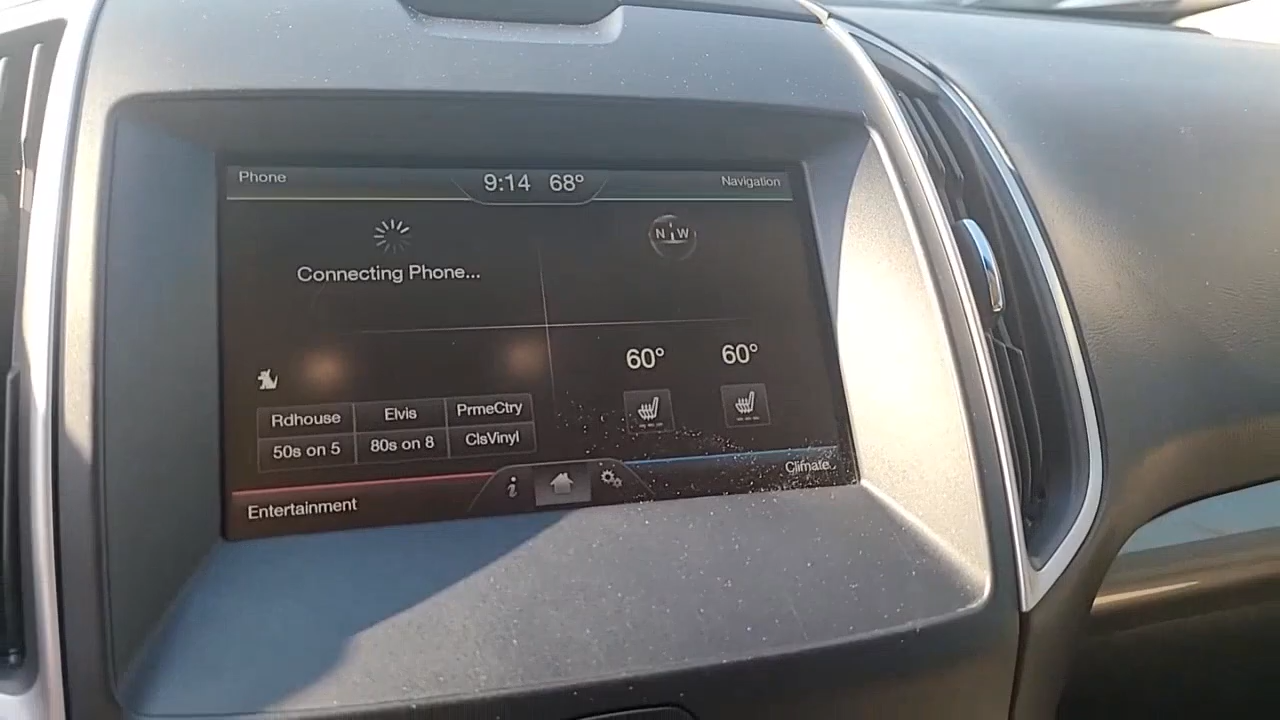 Phone
9:14 68°
Navigation
N W
Connecting Phone...
60° 60°
Rdhouse Elvis PrmeCtry
50s on 5 80s on 8 ClsVinyl
i
Climate
Entertainment